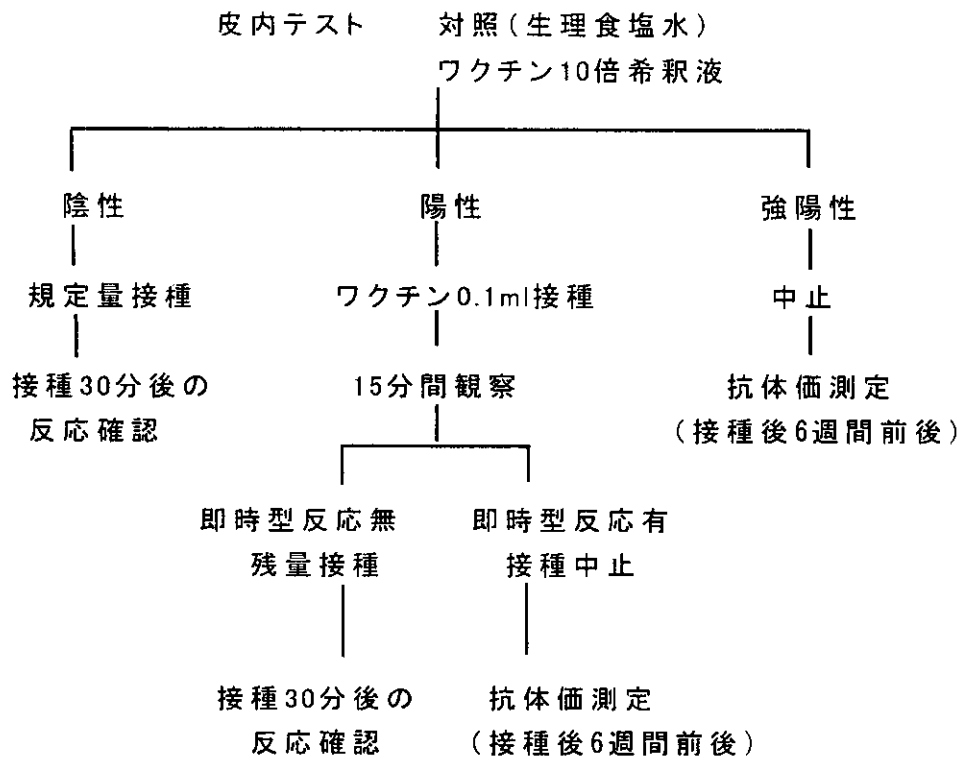 皮内テスト 対照(生理食塩水)
ワクチン10倍希釈液
陰性 陽性 強陽性
規定量接種 ワクチン0.1ml接種 中止
接種30分後の 15分間観察 抗体価測定
反応確認 (接種後6週間前後)
即時型反応無 即時型反応有
残量接種 接種中止
接種30分後の 抗体価測定
反応確認 (接種後6週間前後)